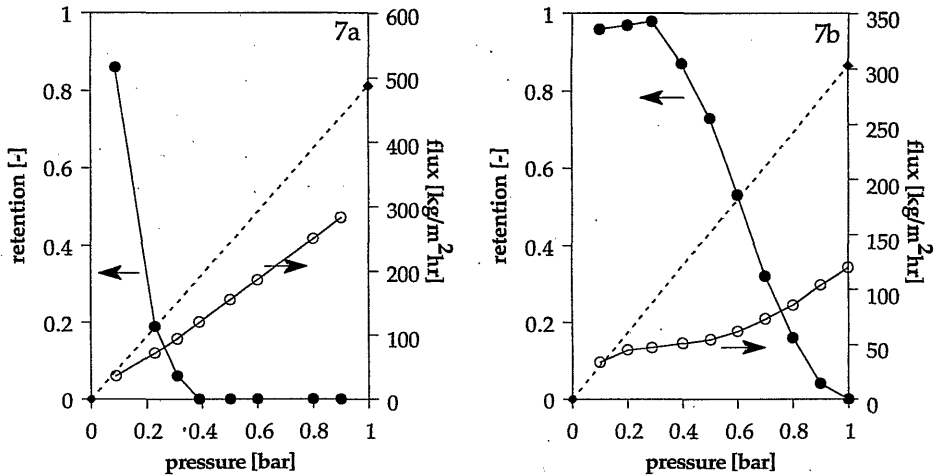 7a
1
0.8
0.6
0.4
0.2
0
retention [-]
600
500
400
300
200
100
0
flux [kg/m²hr]
0 0.2 0.4 0.6 0.8 1
pressure [bar]
7b
1
0.8
0.6
0.4
0.2
0
retention [-]
350
300
250
200
150
100
50
0
flux [kg/m²hr]
0 0.2 0.4 0.6 0.8 1
pressure [bar]